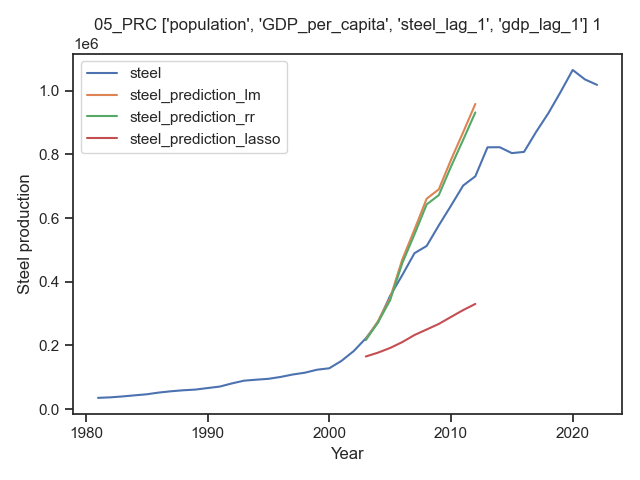 05_PRC ['population', 'GDP_per_capita', 'steel_lag_1', 'gdp_lag_1'] 1
1e6
steel
steel_prediction_lm
steel_prediction_rr
steel_prediction_lasso
1.0
0.8
0.6
0.4
0.2
0.0
Steel production
1980 1990 2000 2010 2020
Year